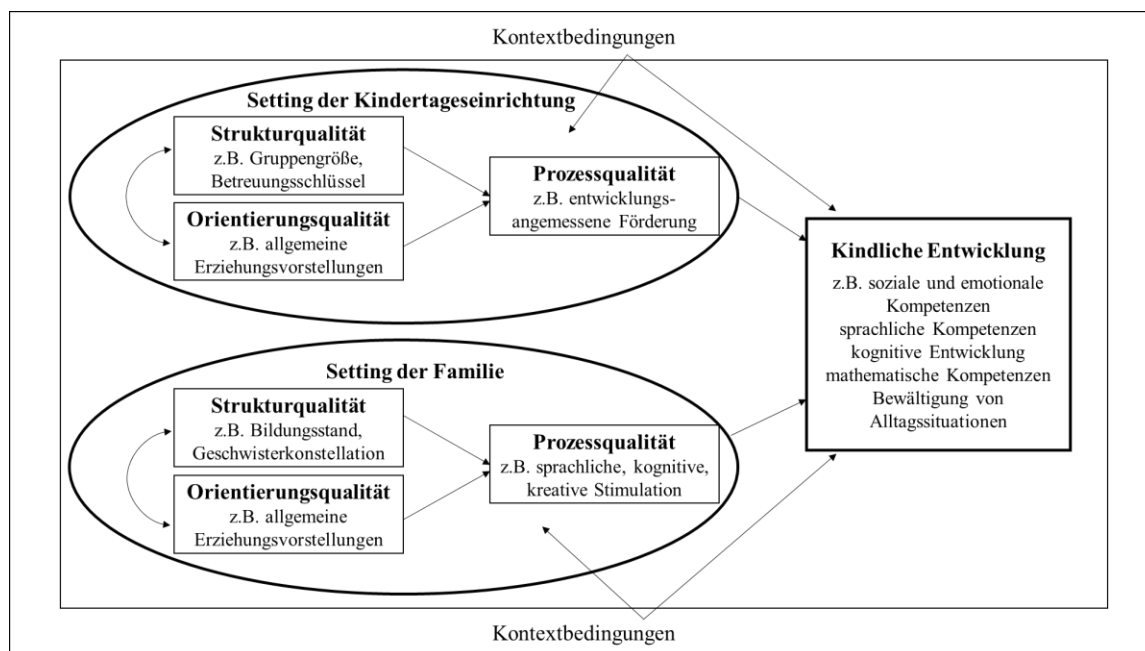 Kontextbedingungen
Setting der Kindertageseinrichtung
Strukturqualität
z.B. Gruppengröße,
Betreuungsschlüssel
Orientierungsqualität
z.B. allgemeine
Erziehungsvorstellungen
Prozessqualität
z.B. entwicklungs-
angemessene Förderung
Setting der Familie
Strukturqualität
z.B. Bildungsstand,
Geschwisterkonstellation
Orientierungsqualität
z.B. allgemeine
Erziehungsvorstellungen
Prozessqualität
z.B. sprachliche, kognitive,
kreative Stimulation
Kindliche Entwicklung
z.B. soziale und emotionale
Kompetenzen
sprachliche Kompetenzen
kognitive Entwicklung
mathematische Kompetenzen
Bewältigung von
Alltagssituationen
Kontextbedingungen